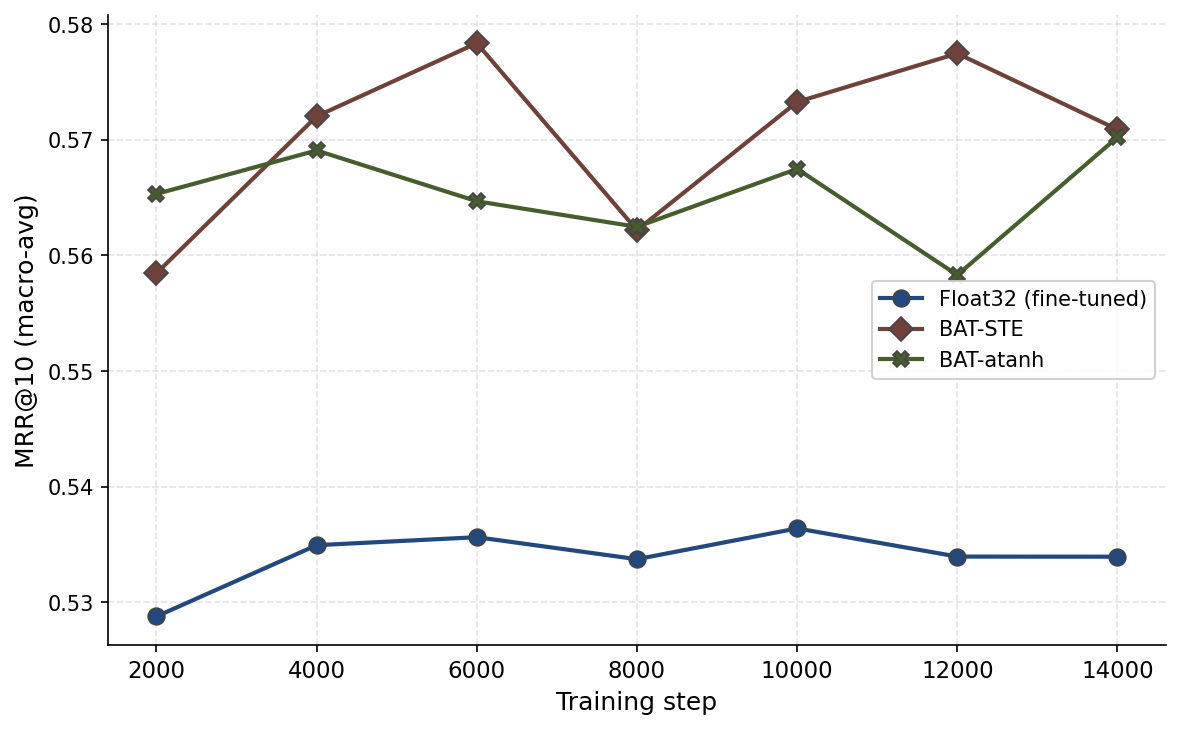 0.58
0.57
0.56
0.55
0.54
0.53
MRR@10 (macro-avg)
Float32 (fine-tuned)
BAT-STE
BAT-atanh
2000 4000 6000 8000 10000 12000 14000
Training step